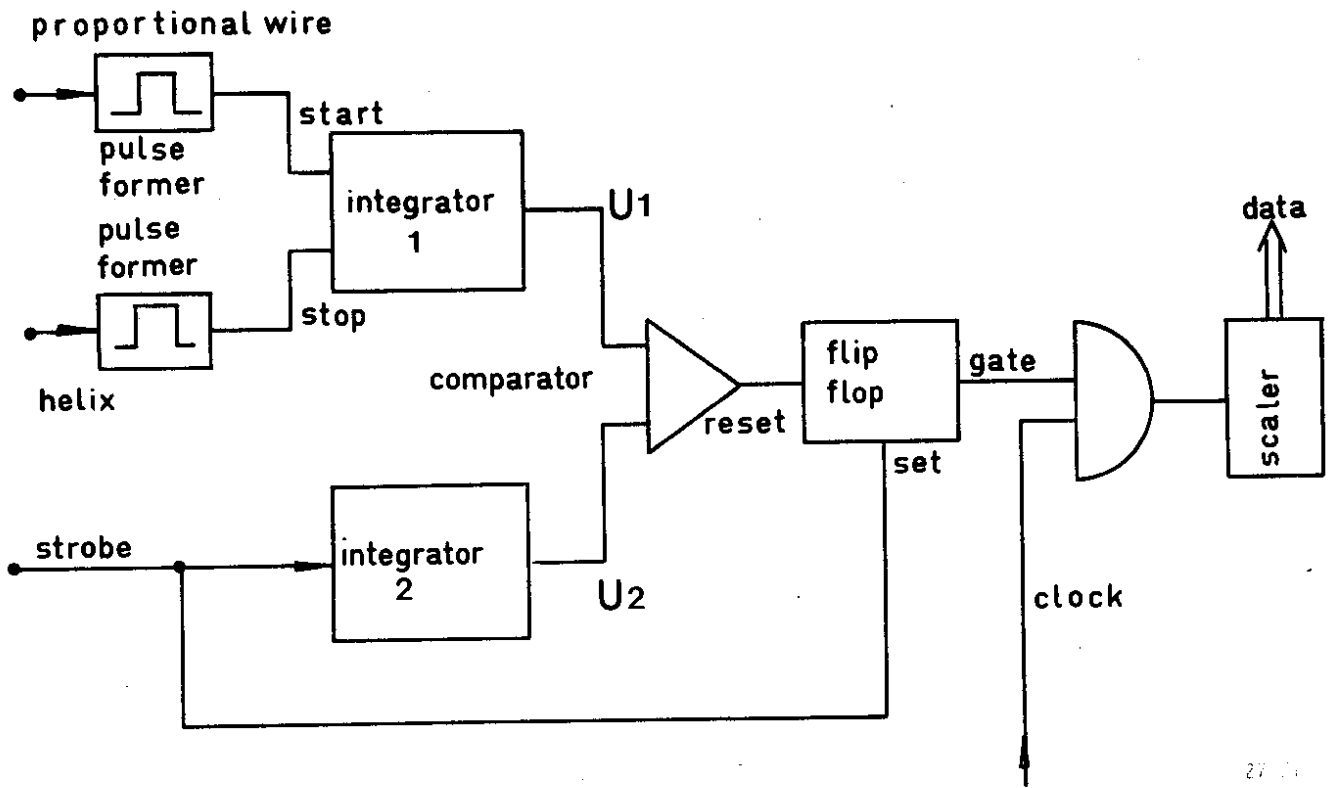 proportional wire
start
pulse
former
integrator
1
U1
data
pulse
former
stop
helix
comparator
reset
flip
flop
gate
set
scaler
strobe
integrator
2
U2
clock